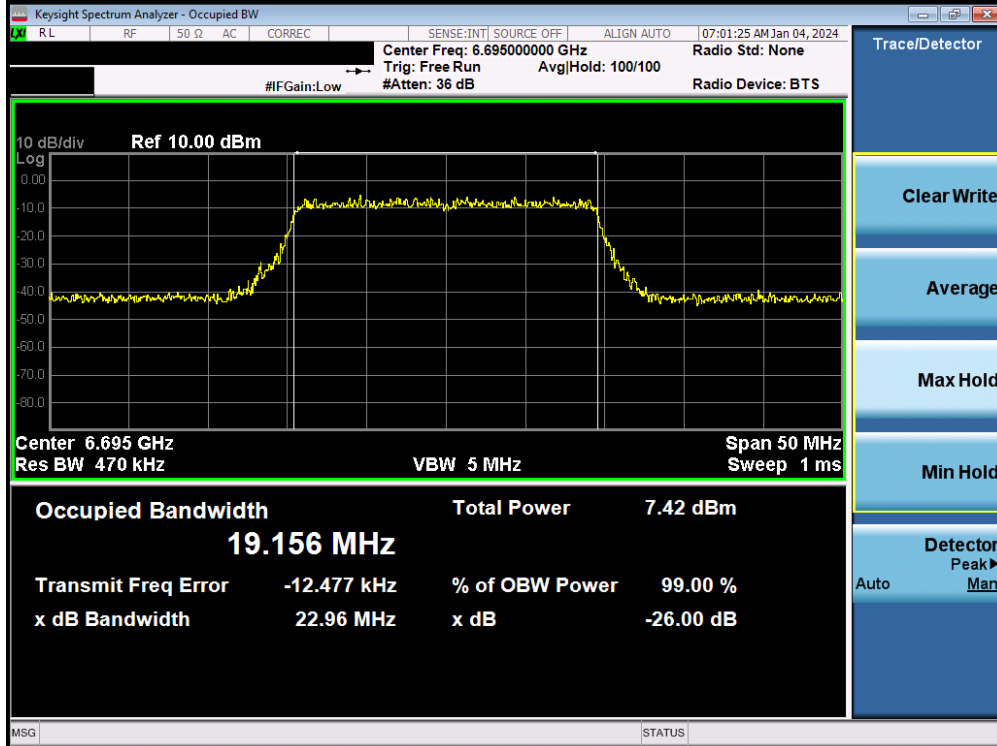 Keysight Spectrum Analyzer - Occupied BW
LXI RL RF 50 Ω AC CORREC SENSE:INT SOURCE OFF ALIGN AUTO 07:01:25 AM Jan 04, 2024
Center Freq: 6.695000000 GHz Radio Std: None
Trig: Free Run Avg|Hold: 100/100
#IFGain:Low #Atten: 36 dB Radio Device: BTS
Trace/Detector
10 dB/div Ref 10.00 dBm
Log
0.00
-10.0
-20.0
-30.0
-40.0
-50.0
-60.0
-70.0
-80.0
Center 6.695 GHz Span 50 MHz
Res BW 470 kHz VBW 5 MHz Sweep 1 ms
Occupied Bandwidth Total Power 7.42 dBm
19.156 MHz
Transmit Freq Error -12.477 kHz % of OBW Power 99.00 %
x dB Bandwidth 22.96 MHz x dB -26.00 dB
Clear Write
Average
Max Hold
Min Hold
Detector
Peak
Auto Man
MSG STATUS